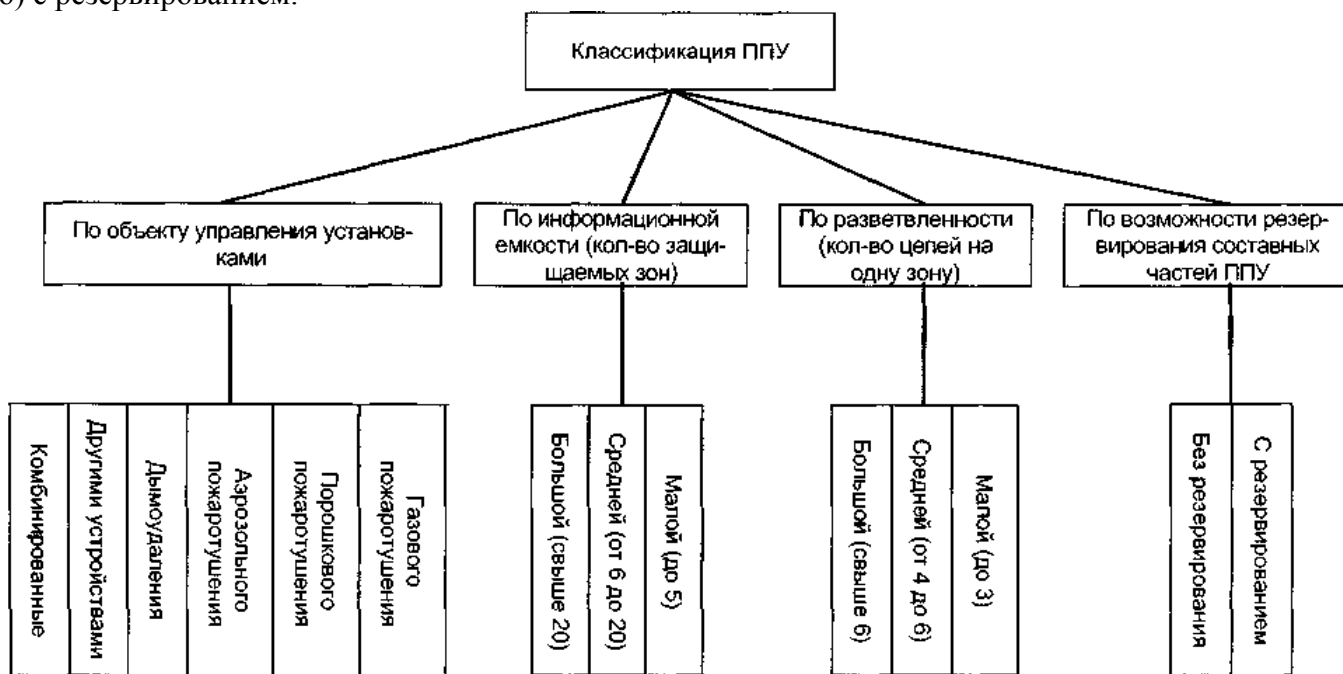 б) с резервированием.
Классификация ППУ
По объекту управления установ-
ками
По информационной
емкости (кол-во защи-
щаемых зон)
По разветвленности
(кол-во цепей на
одну зону)
По возможности резер-
вирования составных
частей ППУ
Комбинированные
Другими устройствами
Дымоудаления
Аэрозольного
пожаротушения
Порошкового
пожаротушения
Газового
пожаротушения
Большой (свыше 20)
Средней (от 6 до 20)
Малой (до 5)
Большой (свыше 6)
Средней (от 4 до 6)
Малой (до 3)
Без резервирования
С резервированием